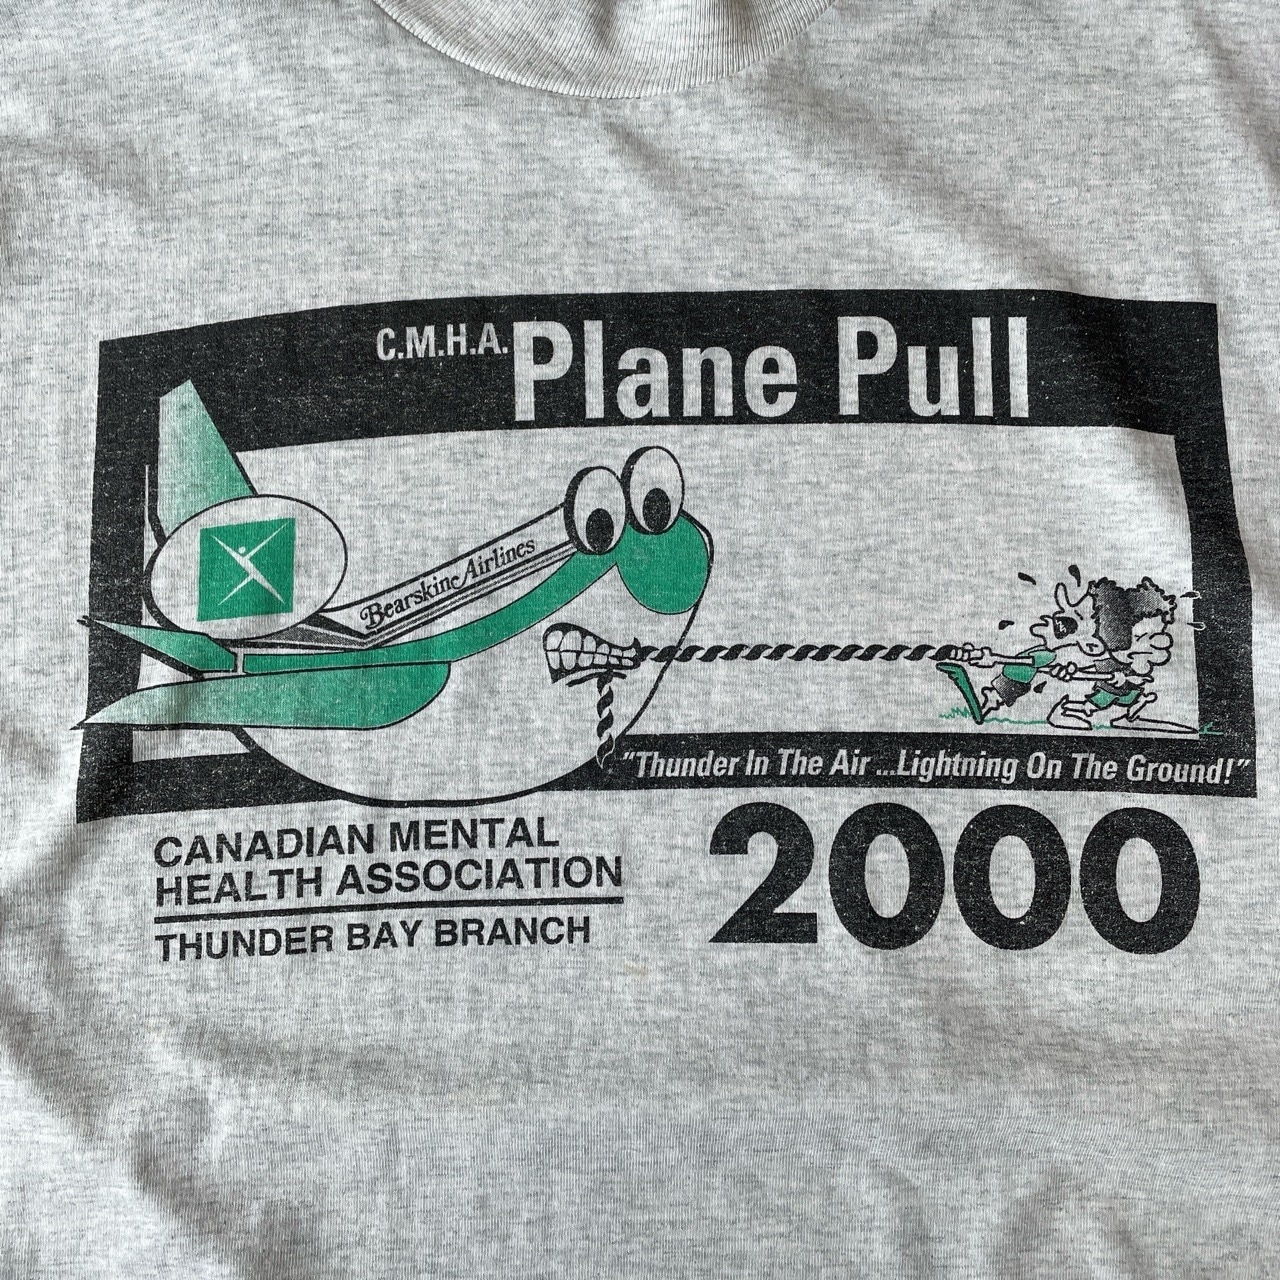 C.M.H.A. Plane Pull
Bearskin Airlines
"Thunder In The Air ...Lightning On The Ground!"
CANADIAN MENTAL
HEALTH ASSOCIATION
THUNDER BAY BRANCH
2000